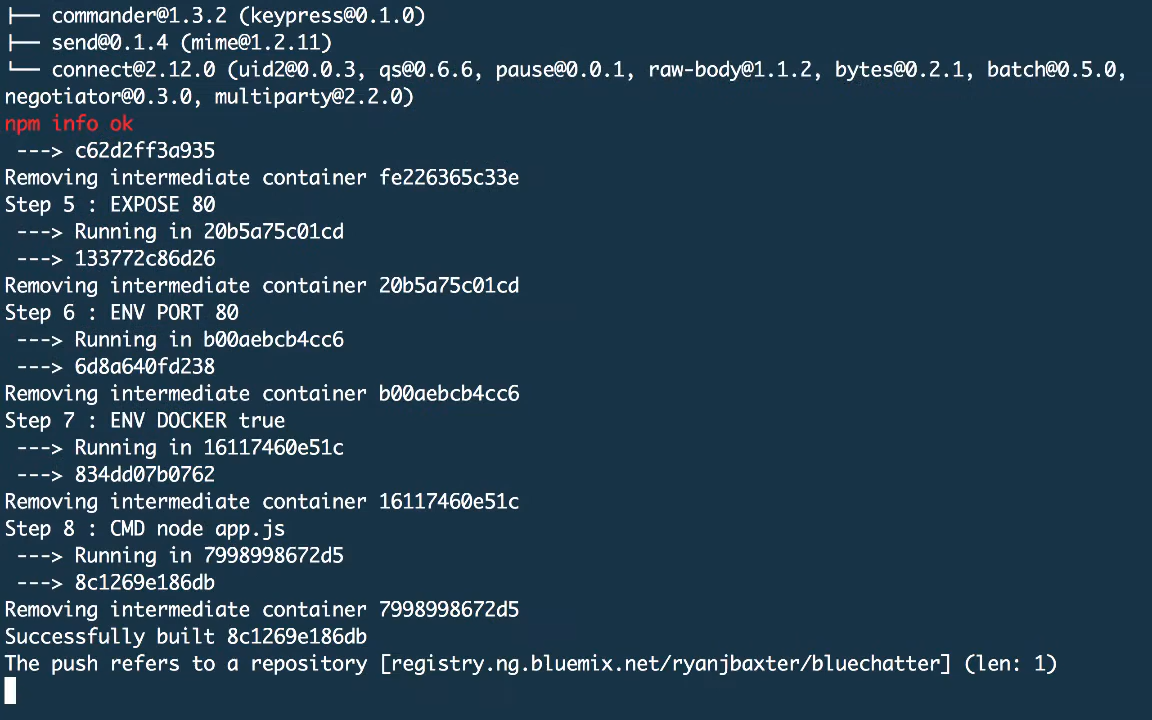 ├── commander@1.3.2 (keypress@0.1.0)
├── send@0.1.4 (mime@1.2.11)
└── connect@2.12.0 (uid2@0.0.3, qs@0.6.6, pause@0.0.1, raw-body@1.1.2, bytes@0.2.1, batch@0.5.0,
negotiator@0.3.0, multiparty@2.2.0)
npm info ok
 ---> c62d2ff3a935
Removing intermediate container fe226365c33e
Step 5 : EXPOSE 80
 ---> Running in 20b5a75c01cd
 ---> 133772c86d26
Removing intermediate container 20b5a75c01cd
Step 6 : ENV PORT 80
 ---> Running in b00aebcb4cc6
 ---> 6d8a640fd238
Removing intermediate container b00aebcb4cc6
Step 7 : ENV DOCKER true
 ---> Running in 16117460e51c
 ---> 834dd07b0762
Removing intermediate container 16117460e51c
Step 8 : CMD node app.js
 ---> Running in 7998998672d5
 ---> 8c1269e186db
Removing intermediate container 7998998672d5
Successfully built 8c1269e186db
The push refers to a repository [registry.ng.bluemix.net/ryanjbaxter/bluechatter] (len: 1)